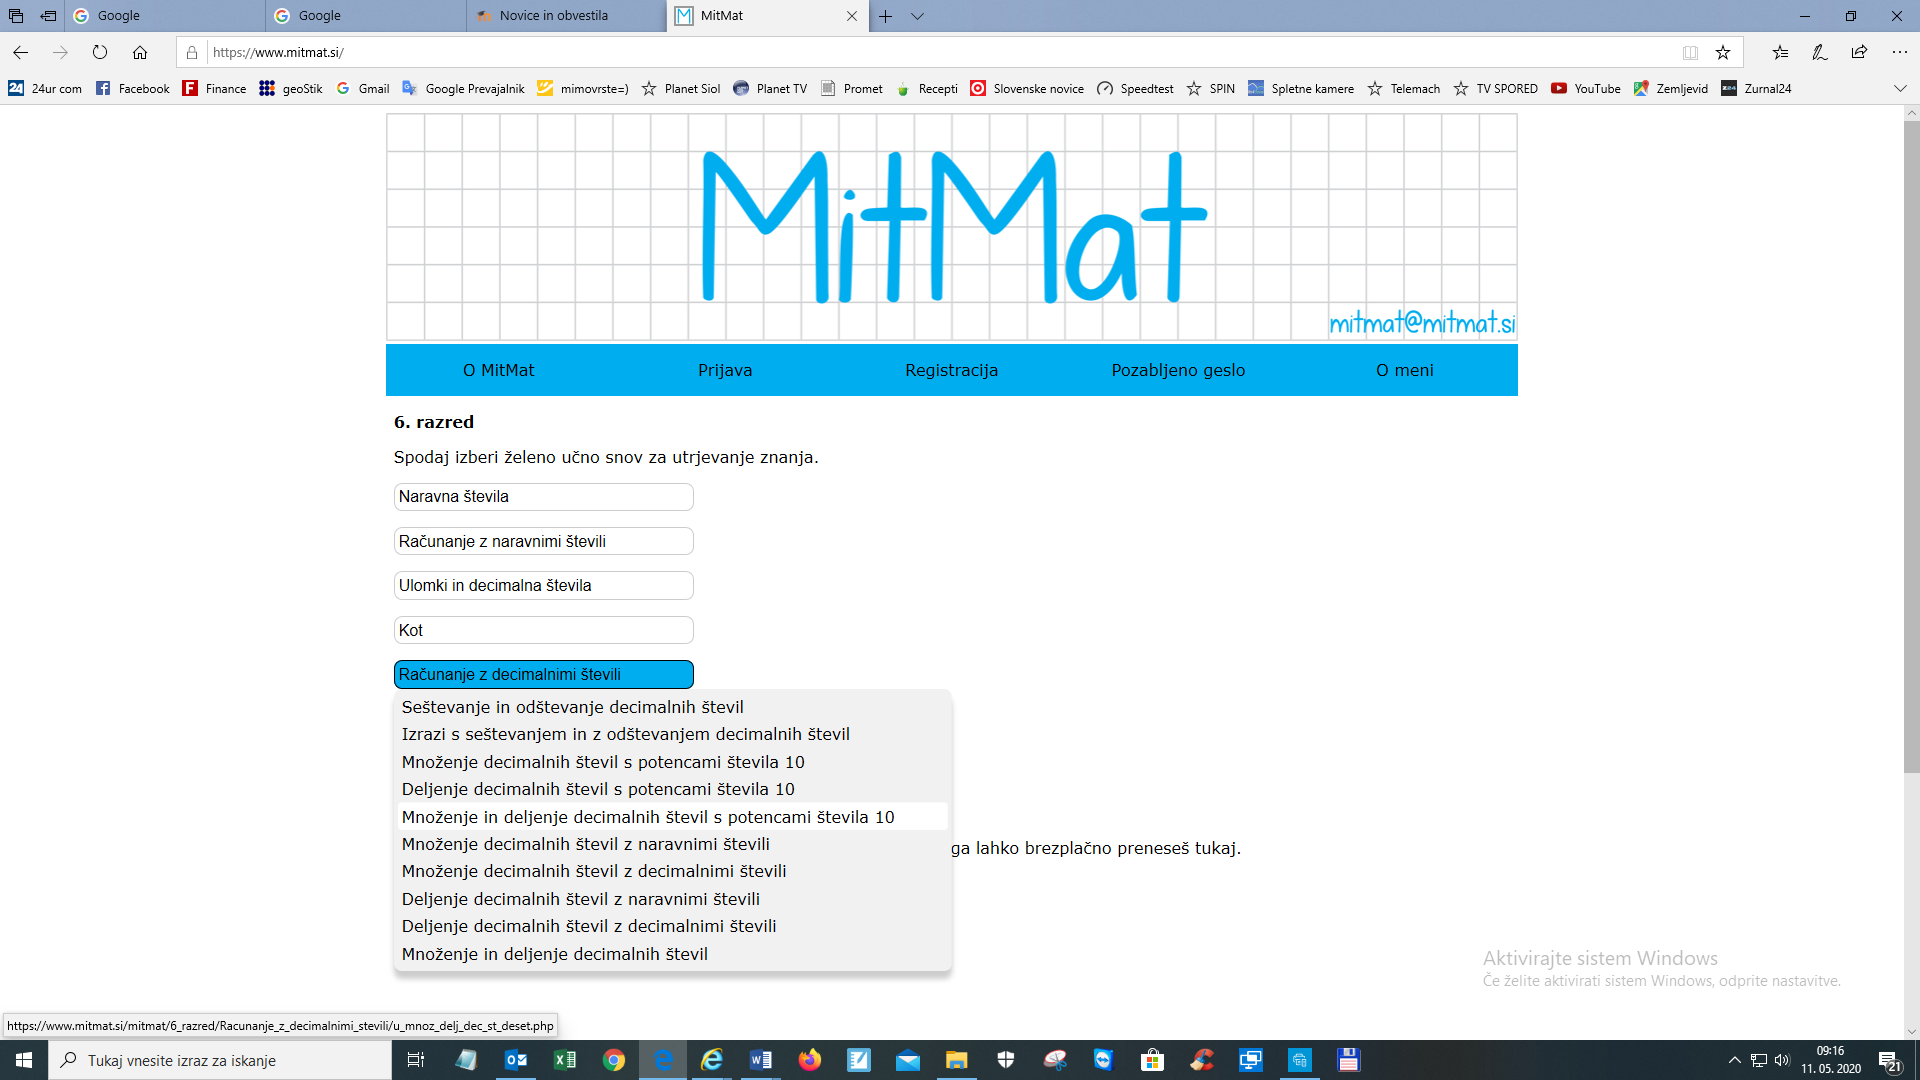 Google
Google
Novice in obvestila
MitMat
https://www.mitmat.si/
24ur com
Facebook
Finance
geoStik
Gmail
Google Prevajalnik
mimovrste=)
Planet Siol
Planet TV
Promet
Recepti
Slovenske novice
Speedtest
SPIN
Spletne kamere
Telemach
TV SPORED
YouTube
Zemljevid
Zurnal24
MitMat
mitmat@mitmat.si
O MitMat
Prijava
Registracija
Pozabljeno geslo
O meni
6. razred
Spodaj izberi želeno učno snov za utrjevanje znanja.
Naravna števila
Računanje z naravnimi števili
Ulomki in decimalna števila
Kot
Računanje z decimalnimi števili
Seštevanje in odštevanje decimalnih števil
Izrazi s seštevanjem in z odštevanjem decimalnih števil
Množenje decimalnih števil s potencami števila 10
Deljenje decimalnih števil s potencami števila 10
Množenje in deljenje decimalnih števil s potencami števila 10
Množenje decimalnih števil z naravnimi števili
ga lahko brezplačno preneseš tukaj.
Množenje decimalnih števil z decimalnimi števili
Deljenje decimalnih števil z naravnimi števili
Deljenje decimalnih števil z decimalnimi števili
Množenje in deljenje decimalnih števil
Aktivirajte sistem Windows
Če želite aktivirati sistem Windows, odprite nastavitve.
https://www.mitmat.si/mitmat/6_razred/Racunanje_z_decimalnimi_stevili/u_mnoz_delj_dec_st_deset.php
Tukaj vnesite izraz za iskanje
09:16
11. 05. 2020
21